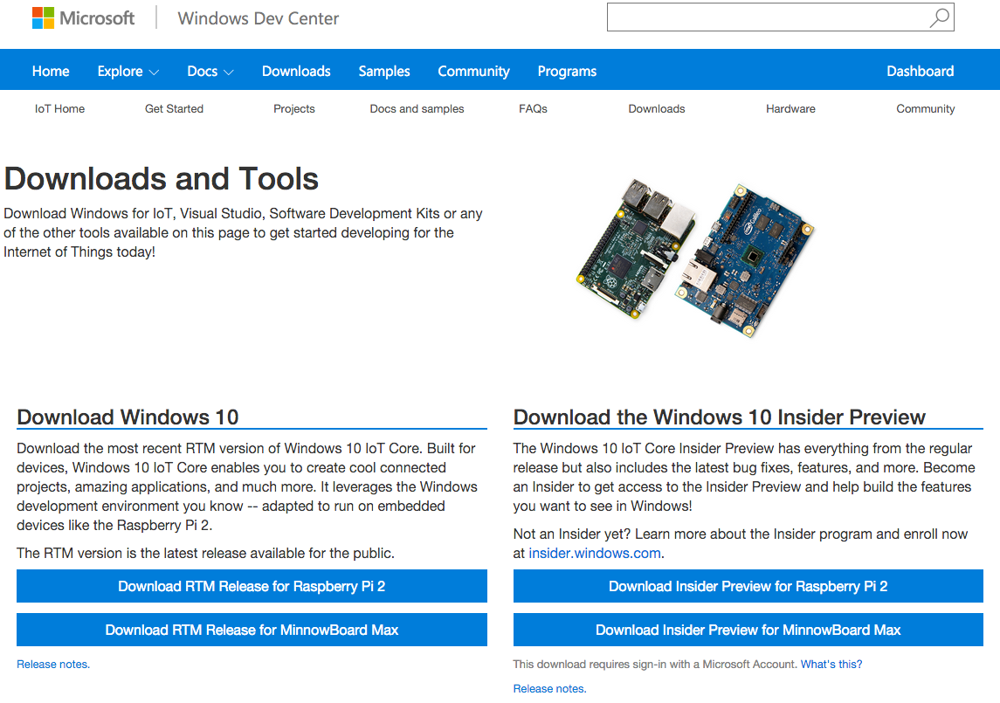 Microsoft Windows Dev Center
Home Explore Docs Downloads Samples Community Programs Dashboard
IoT Home Get Started Projects Docs and samples FAQs Downloads Hardware Community
Downloads and Tools
Download Windows for IoT, Visual Studio, Software Development Kits or any
of the other tools available on this page to get started developing for the
Internet of Things today!
intel Galileo
Download Windows 10
Download the most recent RTM version of Windows 10 IoT Core. Built for
devices, Windows 10 IoT Core enables you to create cool connected
projects, amazing applications, and much more. It leverages the Windows
development environment you know -- adapted to run on embedded
devices like the Raspberry Pi 2.
The RTM version is the latest release available for the public.
Download RTM Release for Raspberry Pi 2
Download RTM Release for MinnowBoard Max
Release notes.
Download the Windows 10 Insider Preview
The Windows 10 IoT Core Insider Preview has everything from the regular
release but also includes the latest bug fixes, features, and more. Become
an Insider to get access to the Insider Preview and help build the features
you want to see in Windows!
Not an Insider yet? Learn more about the Insider program and enroll now
at insider.windows.com.
Download Insider Preview for Raspberry Pi 2
Download Insider Preview for MinnowBoard Max
This download requires sign-in with a Microsoft Account. What's this?
Release notes.